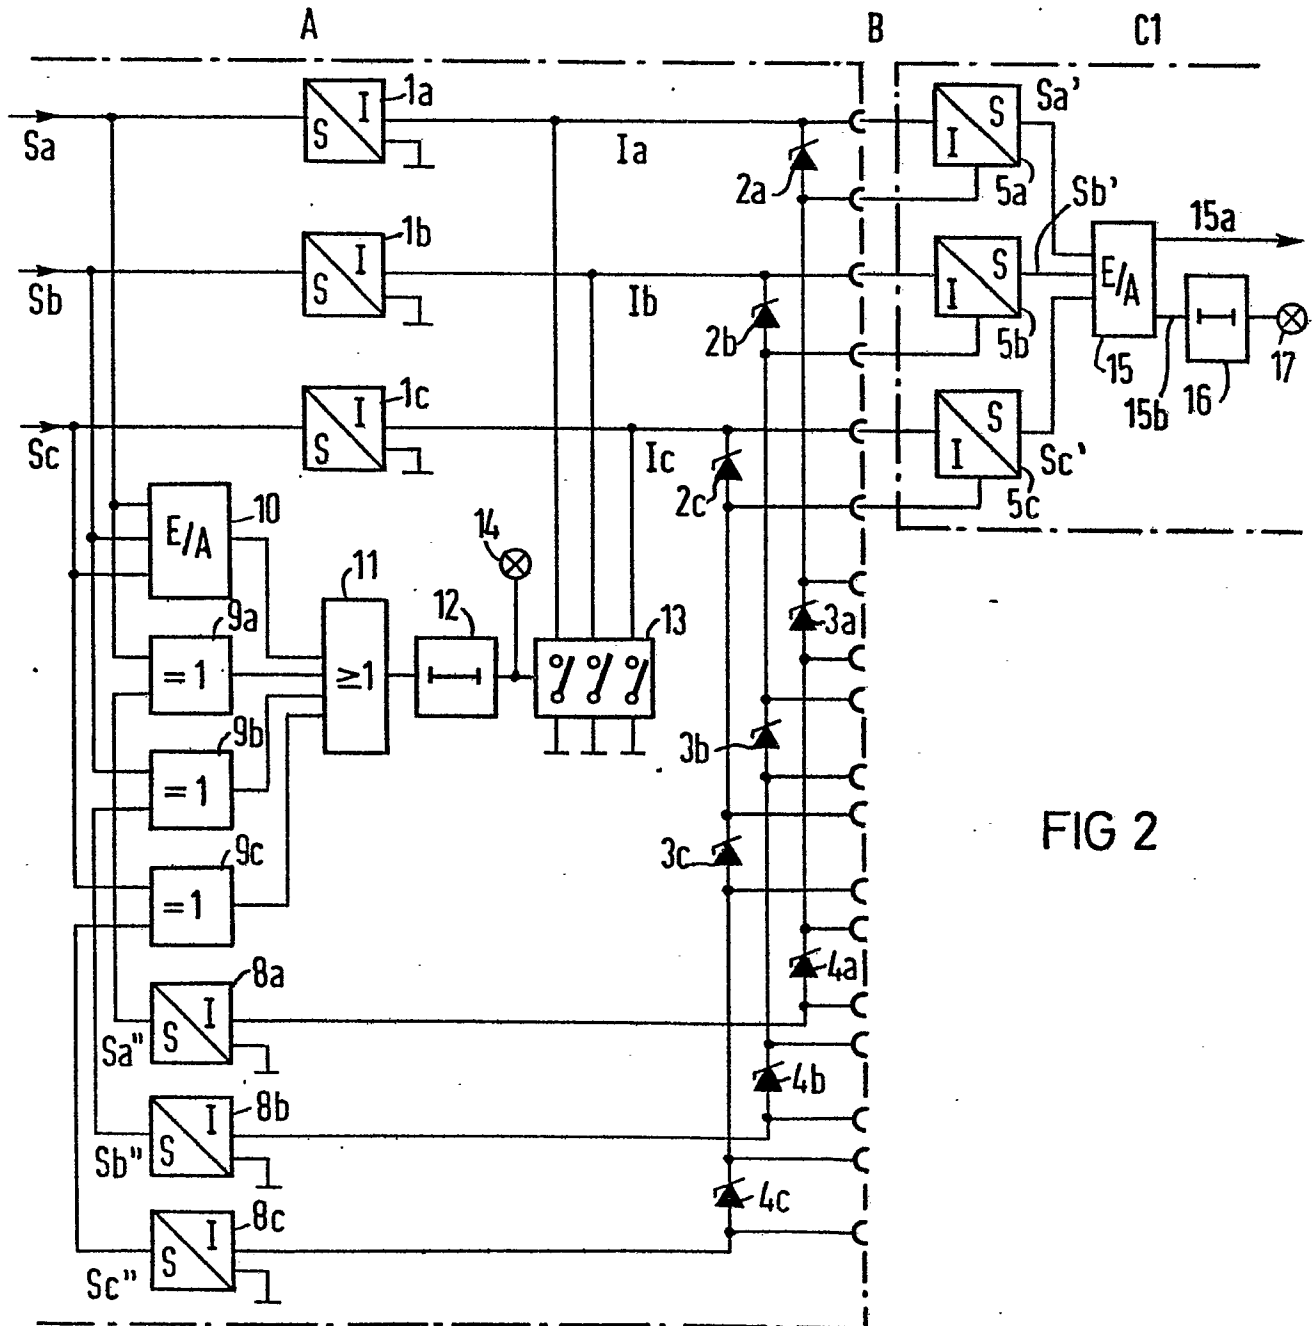 A B C1
I 1a S Sa
Ia
2a
S I 5a Sa'
Sb'
I 1b S Sb
Ib
2b
S I 5b
E/A 15 15a
15b 16 17
I 1c S Sc
Ic
2c
S I 5c Sc'
E/A 10
14
11
≥1
12
13
9a
=1
3a
9b
=1
3b
9c
=1
3c
FIG 2
8a
I S Sa"
4a
8b
I S Sb"
4b
8c
I S Sc"
4c